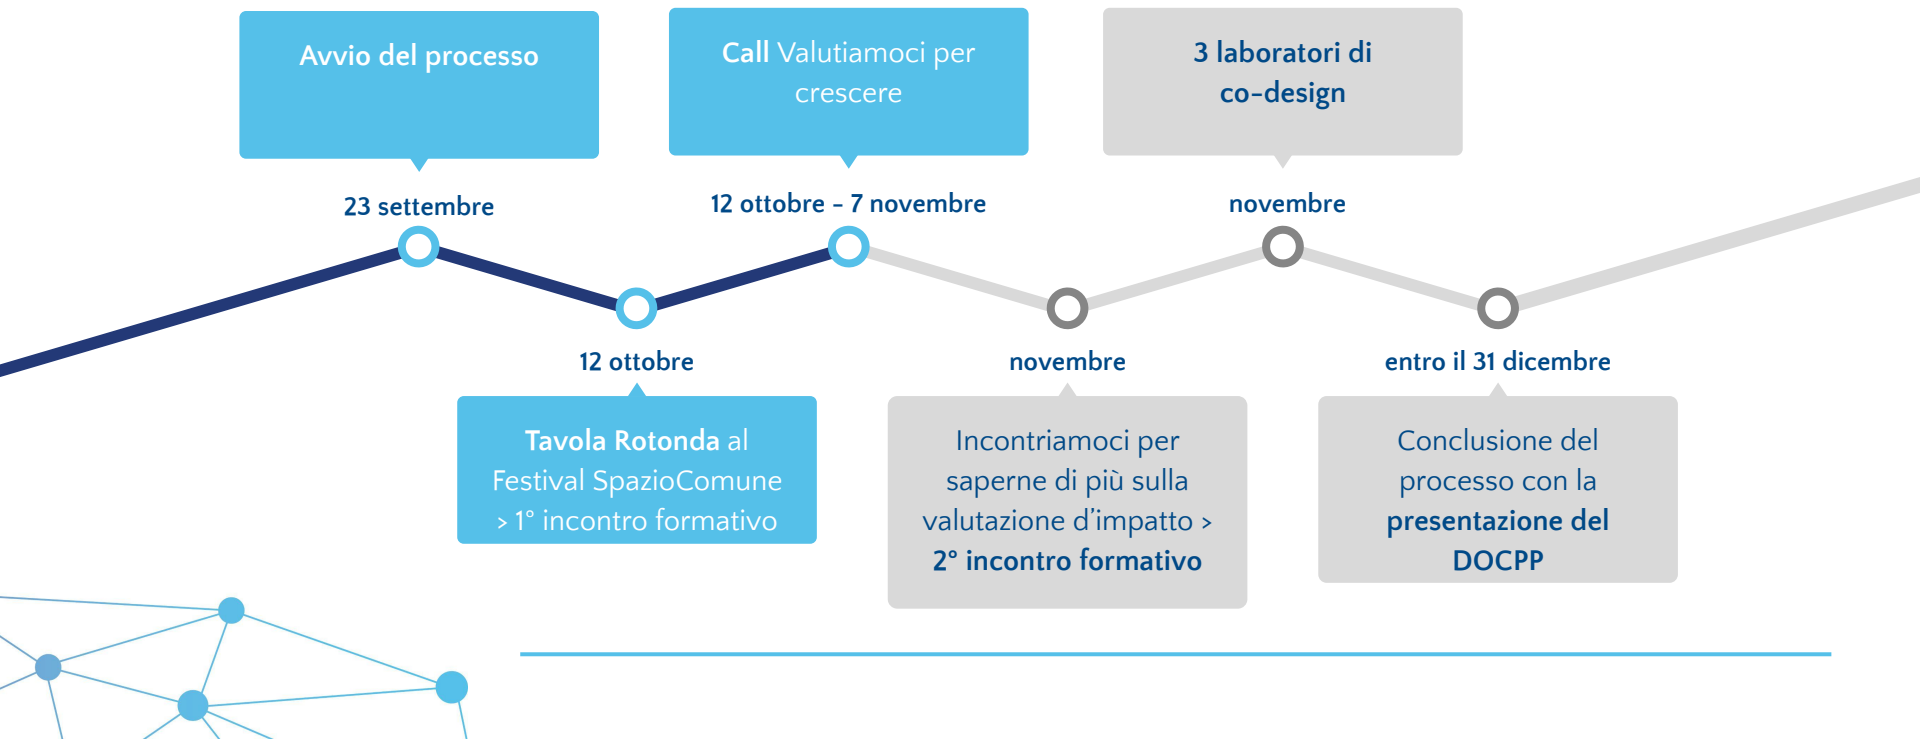 Avvio del processo
23 settembre
12 ottobre
Tavola Rotonda al
Festival SpazioComune
> 1° incontro formativo
Call Valutiamoci per
crescere
12 ottobre - 7 novembre
novembre
Incontriamoci per
saperne di più sulla
valutazione d'impatto >
2° incontro formativo
3 laboratori di
co-design
novembre
entro il 31 dicembre
Conclusione del
processo con la
presentazione del
DOCPP